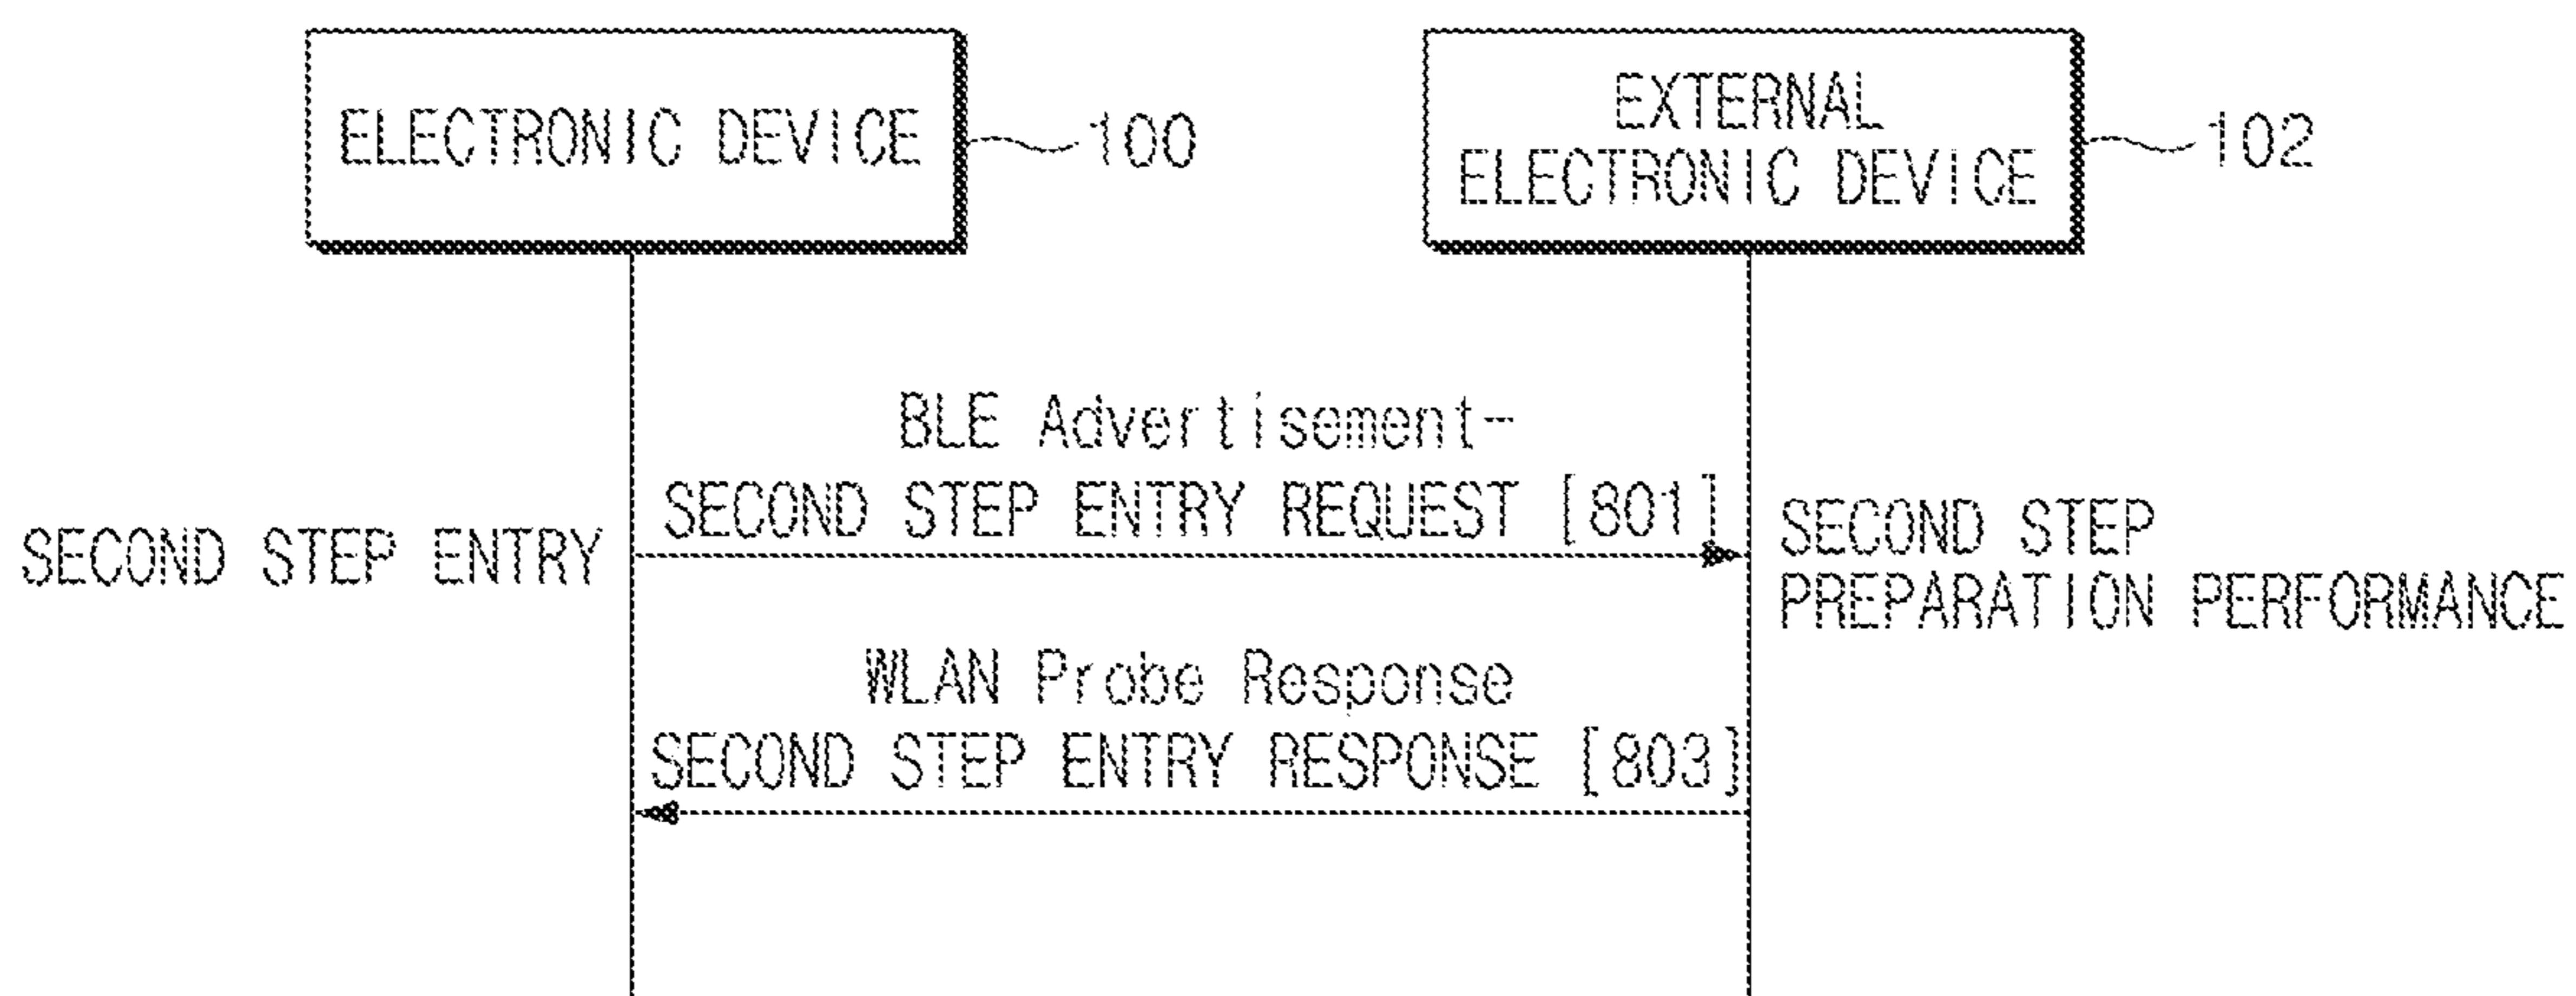 ELECTRONIC DEVICE
100
EXTERNAL
ELECTRONIC DEVICE
102
BLE Advertisement-
SECOND STEP ENTRY REQUEST [801]
SECOND STEP ENTRY
SECOND STEP
PREPARATION PERFORMANCE
WLAN Probe Response
SECOND STEP ENTRY RESPONSE [803]